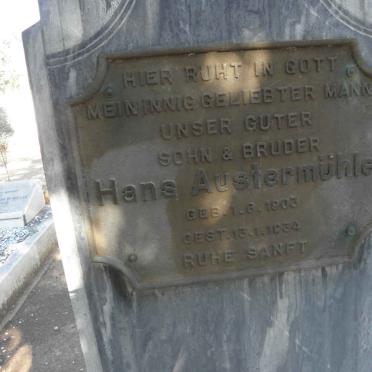 HIER RUHT IN GOTT
MEIN INNIG GELIEBTER MANN
UNSER GUTER
SOHN & BRUDER
Hans Austermühle
GEB. 1.6.1903
GEST. 13.1.1934
RUHE SANFT